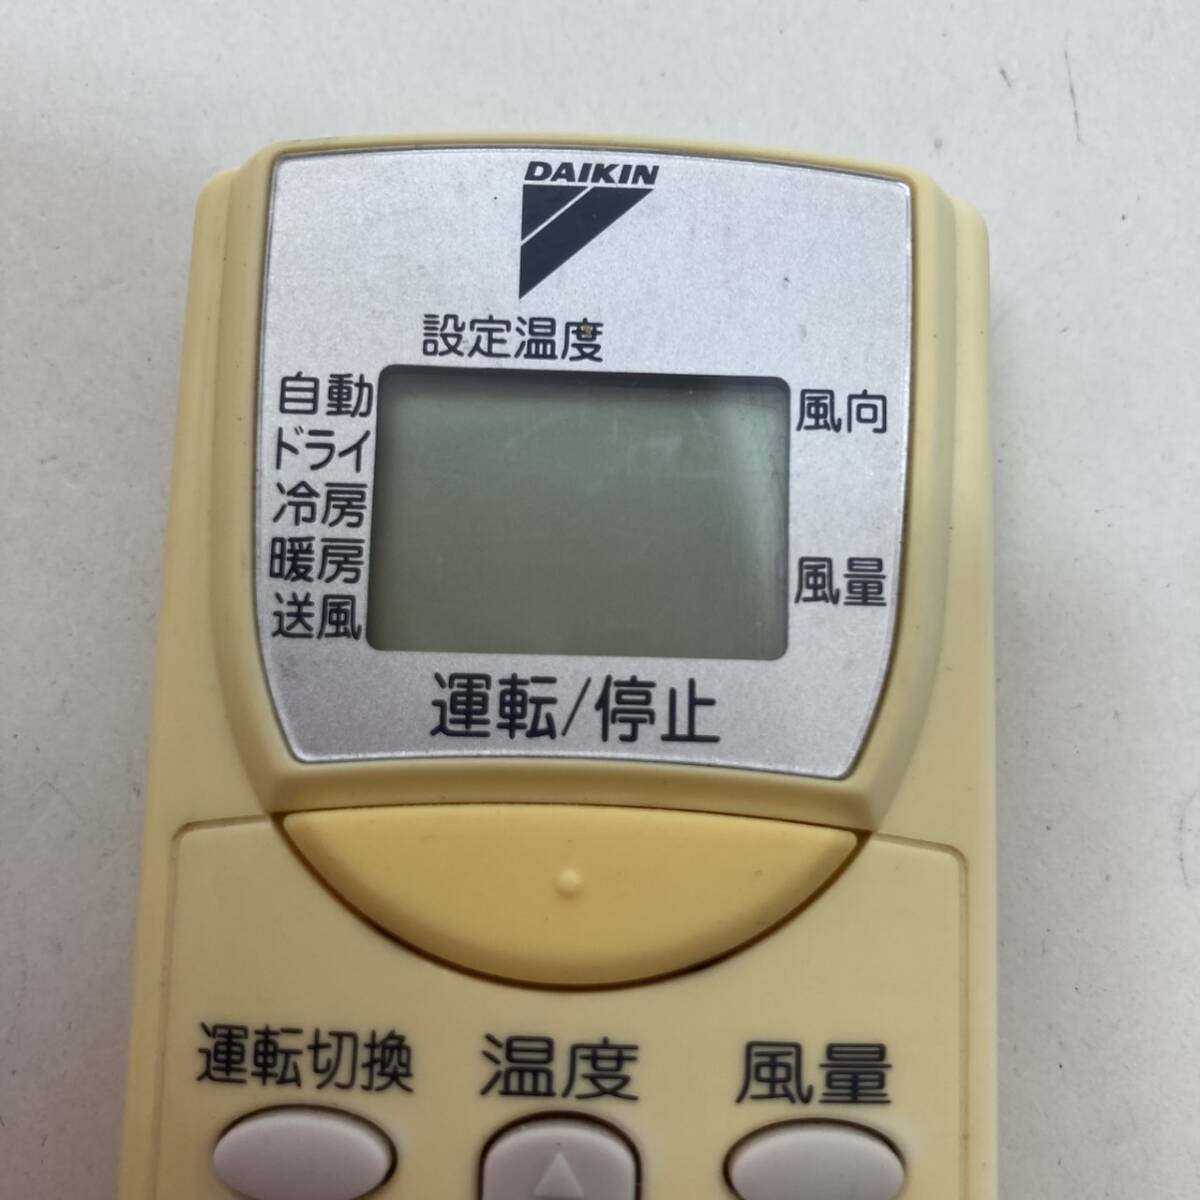 DAIKIN
設定温度
自動
ドライ
冷房
暖房
送風
風向
風量
運転/停止
運転切換
温度
風量